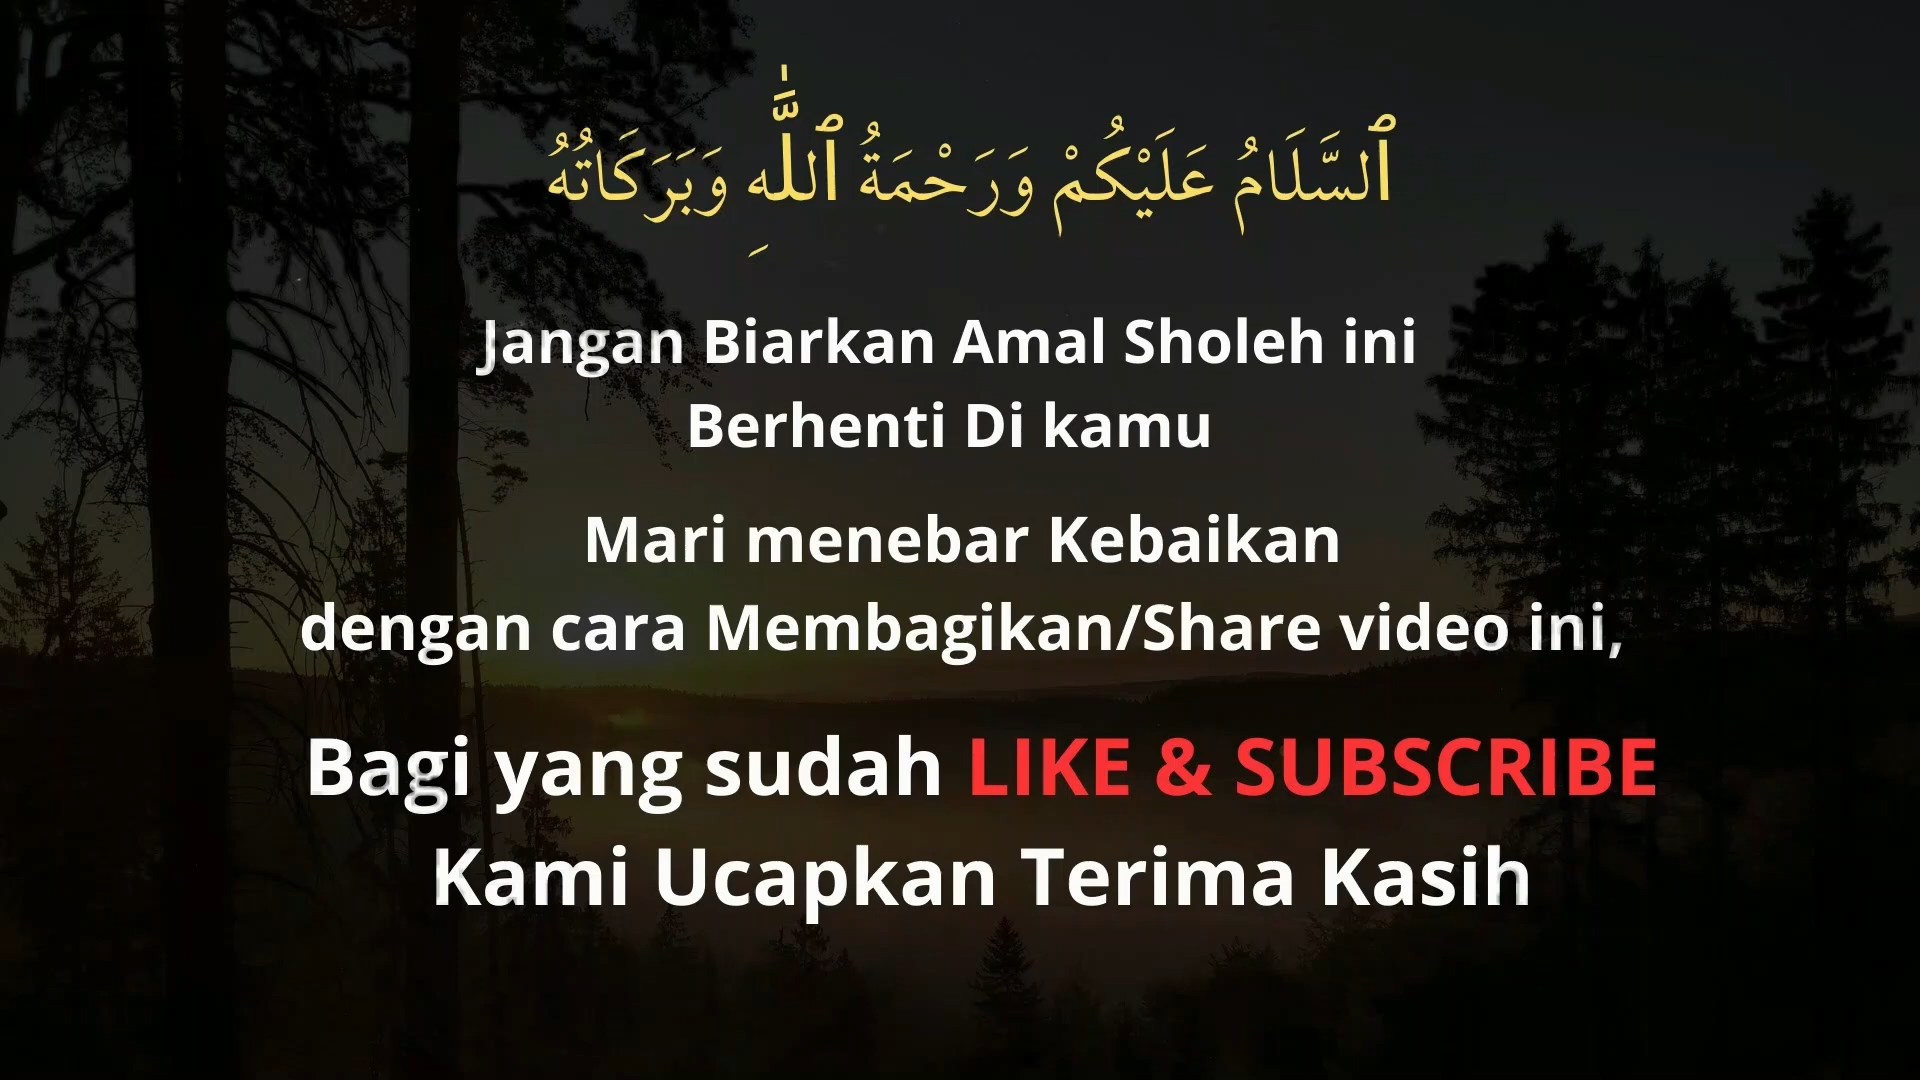 ٱلسَّلَامُ عَلَيْكُمْ وَرَحْمَةُ ٱللَّٰهِ وَبَرَكَاتُهُ
Jangan Biarkan Amal Sholeh ini
Berhenti Di kamu
Mari menebar Kebaikan
dengan cara Membagikan/Share video ini,
Bagi yang sudah LIKE & SUBSCRIBE
Kami Ucapkan Terima Kasih